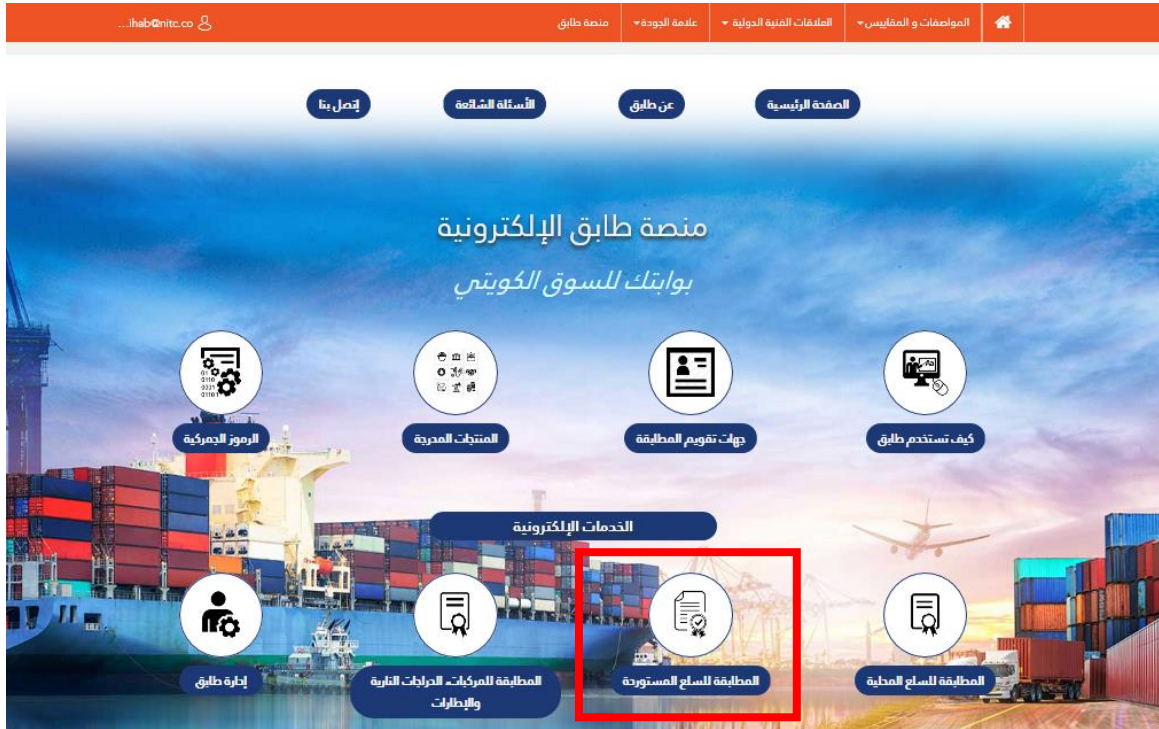 المواصفات و المقاييس
العلاقات الفنية الدولية
علامة الجودة
منصة طابق
ihab@nitc.co...
الصفحة الرئيسية
عن طابق
الأسئلة الشائعة
إتصل بنا
منصة طابق الإلكترونية
بوابتك للسوق الكويتي
كيف تستخدم طابق
جهات تقويم المطابقة
المنتجات المدرجة
الرموز الجمركية
الخدمات الإلكترونية
المطابقة للسلع المحلية
المطابقة للسلع المستوردة
المطابقة للمركبات، الدراجات النارية
والإطارات
إدارة طابق